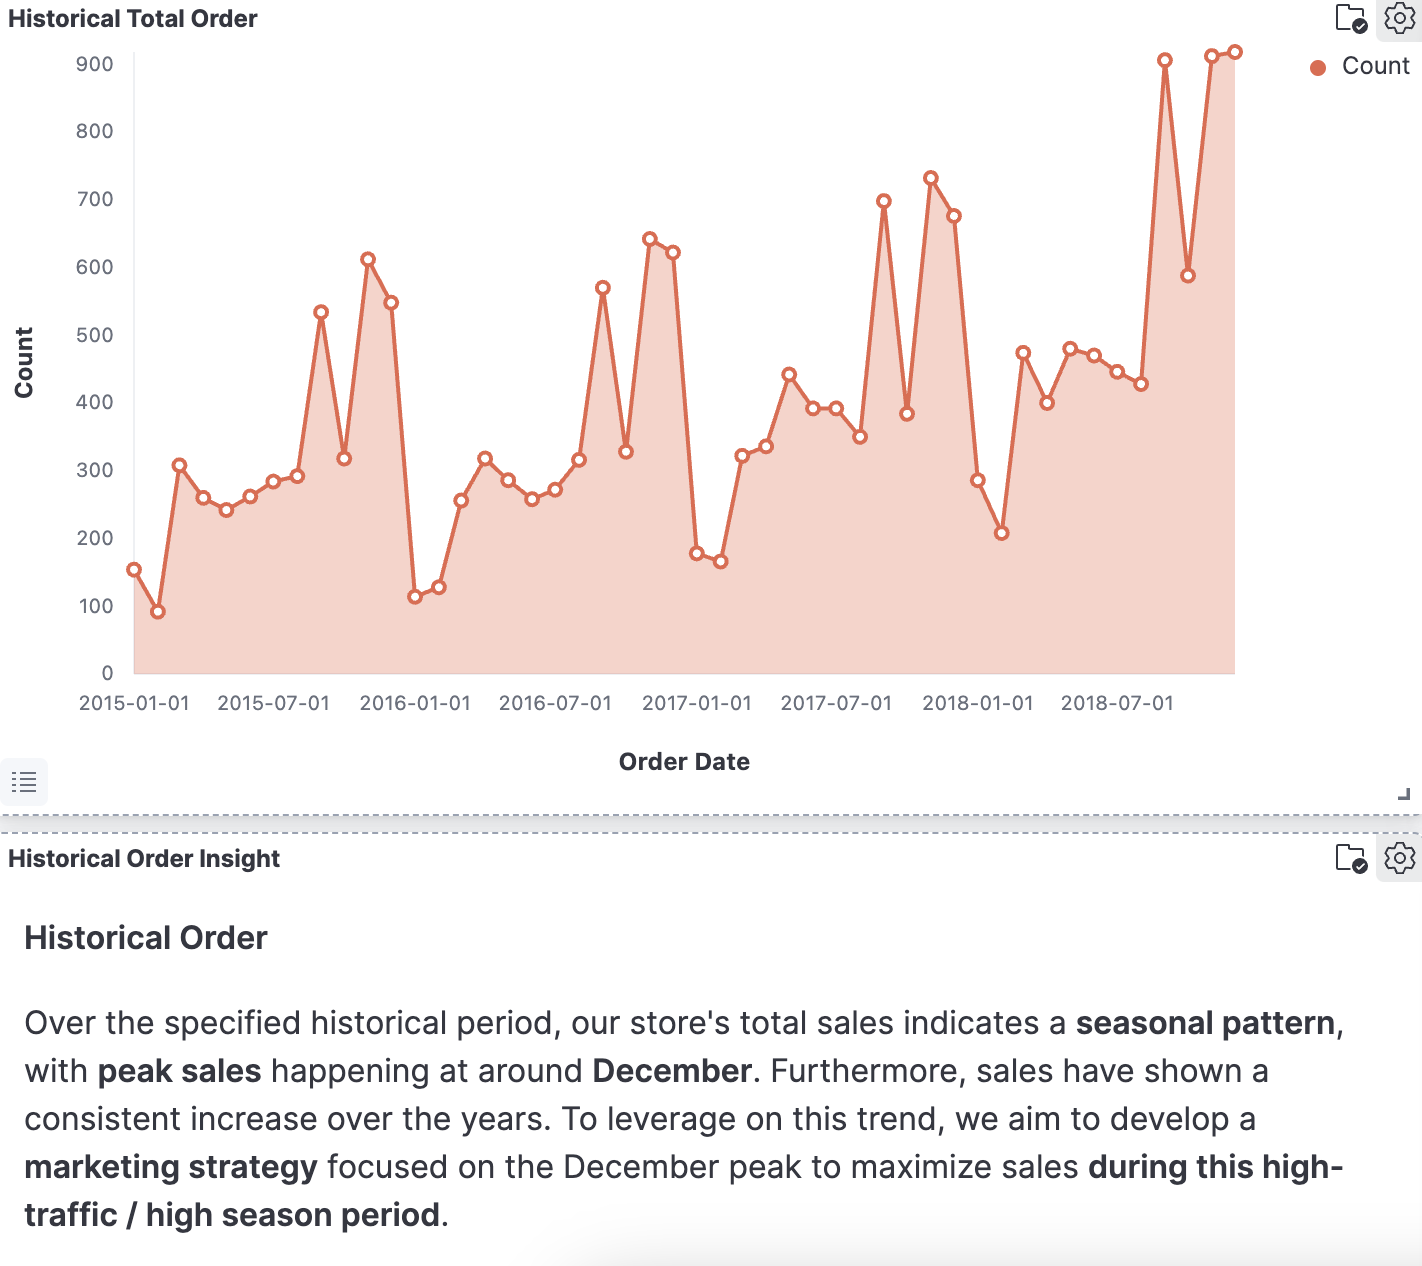 Historical Total Order
Count
900
800
700
600
500
400
300
200
100
0
Count
2015-01-01 2015-07-01 2016-01-01 2016-07-01 2017-01-01 2017-07-01 2018-01-01 2018-07-01
Order Date
Historical Order Insight
Historical Order
Over the specified historical period, our store's total sales indicates a seasonal pattern,
with peak sales happening at around December. Furthermore, sales have shown a
consistent increase over the years. To leverage on this trend, we aim to develop a
marketing strategy focused on the December peak to maximize sales during this high-
traffic / high season period.